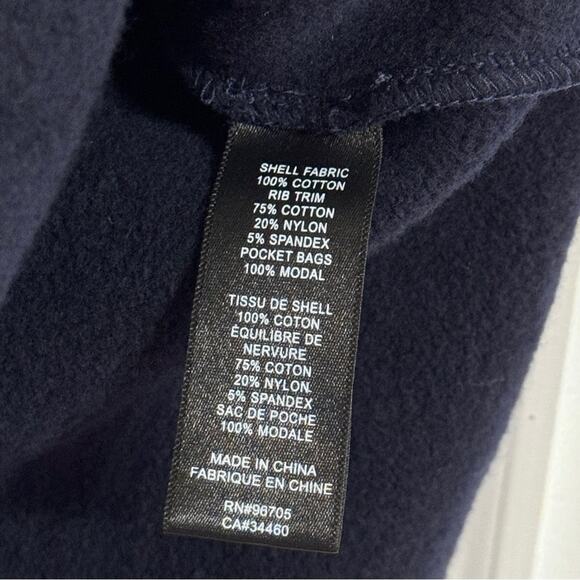 SHELL FABRIC
100% COTTON
RIB TRIM
75% COTTON
20% NYLON
5% SPANDEX
POCKET BAGS
100% MODAL
TISSU DE SHELL
100% COTON
ÉQUILIBRE DE
NERVURE
75% COTON
20% NYLON
5% SPANDEX
SAC DE POCHE
100% MODALE
MADE IN CHINA
FABRIQUE EN CHINE
RN#96705
CA#34460